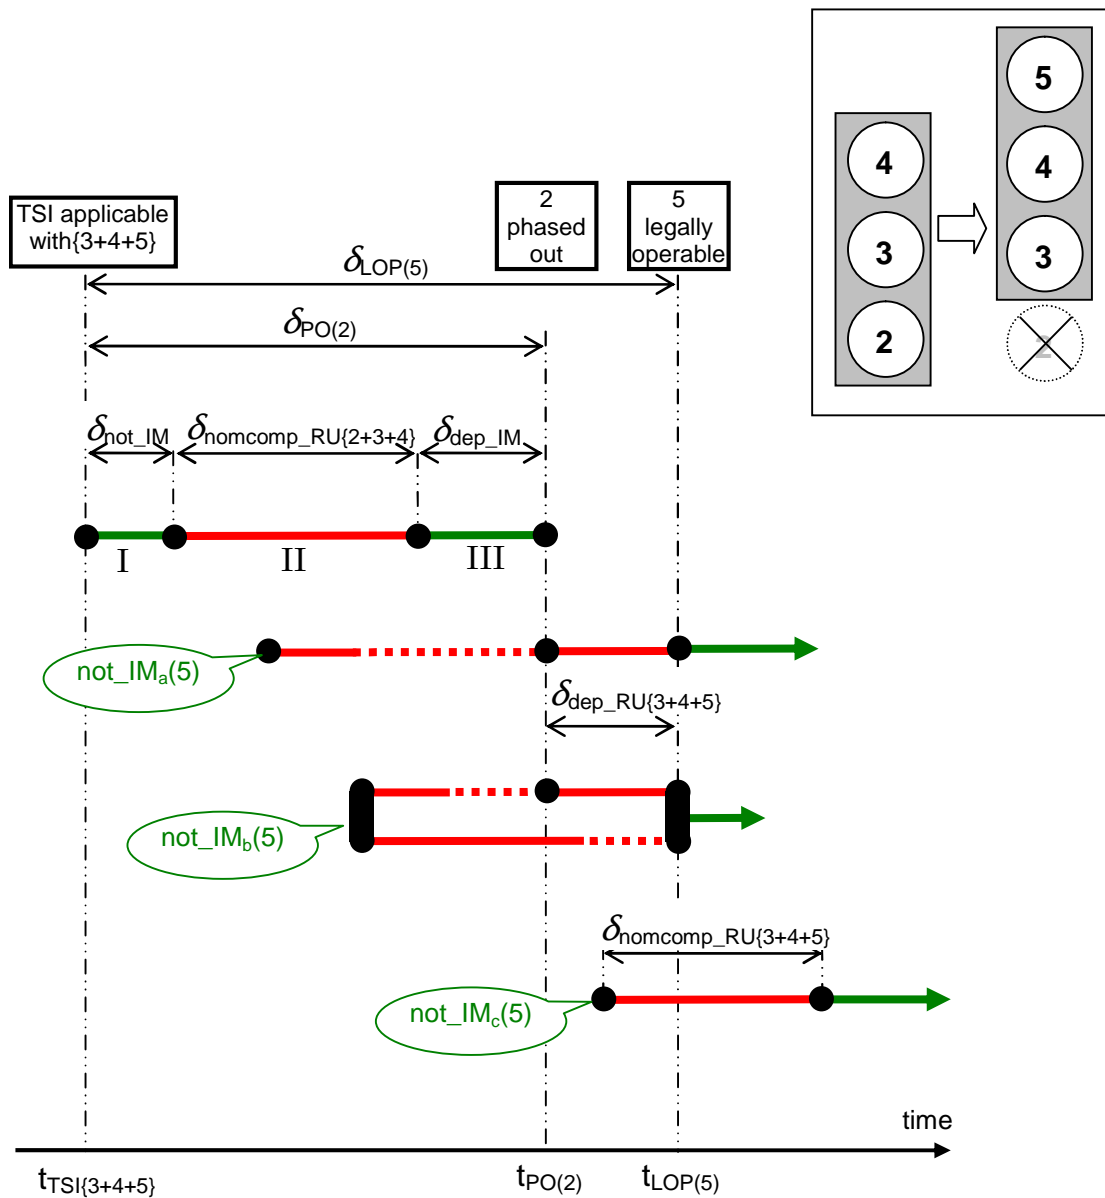 5
4
4
3
3
2
2
TSI applicable
with{3+4+5}
2
phased
out
5
legally
operable
δLOP(5)
δPO(2)
δnot_IM
δnomcomp_RU{2+3+4}
δdep_IM
I
II
III
not_IMa(5)
δdep_RU{3+4+5}
not_IMb(5)
δnomcomp_RU{3+4+5}
not_IMc(5)
time
tTSI{3+4+5}
tPO(2)
tLOP(5)